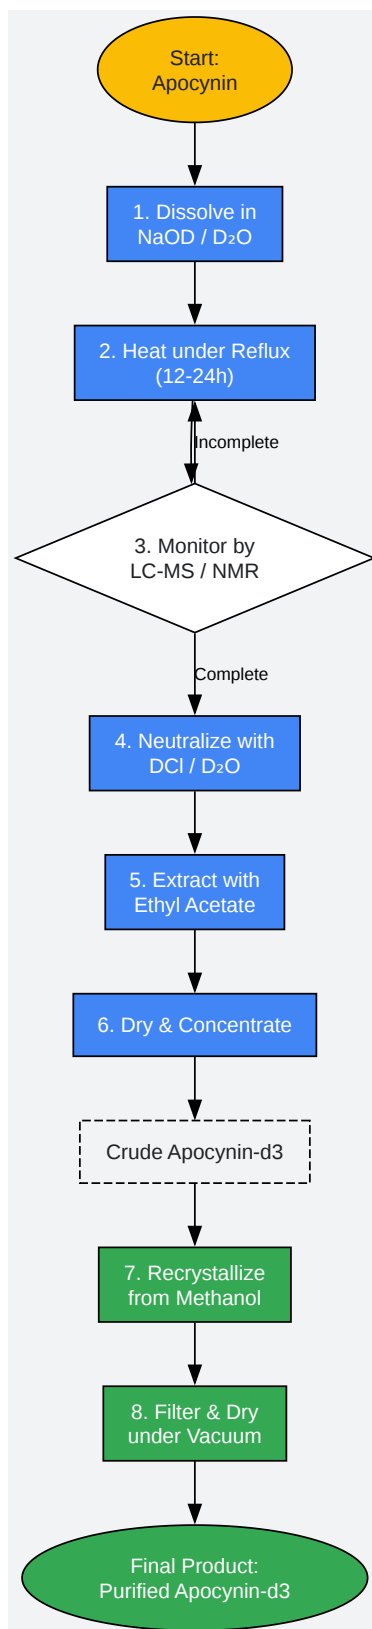 Start:
Apocynin
1. Dissolve in
NaOD / D₂O
2. Heat under Reflux
(12-24h)
Incomplete
3. Monitor by
LC-MS / NMR
Complete
4. Neutralize with
DCl / D₂O
5. Extract with
Ethyl Acetate
6. Dry & Concentrate
Crude Apocynin-d3
7. Recrystallize
from Methanol
8. Filter & Dry
under Vacuum
Final Product:
Purified Apocynin-d3